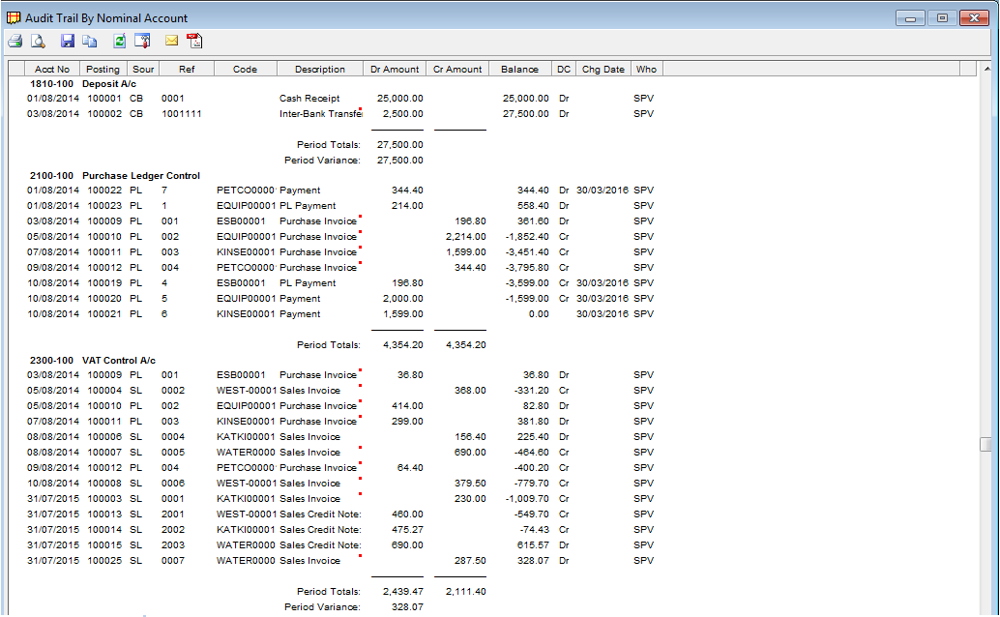 Audit Trail By Nominal Account
Acct No Posting Sour Ref Code Description Dr Amount Cr Amount Balance DC Chg Date Who
1810-100 Deposit A/c
01/08/2014 100001 CB 0001 Cash Receipt 25,000.00 25,000.00 Dr SPV
03/08/2014 100002 CB 1001111 Inter-Bank Transfe 2,500.00 27,500.00 Dr SPV
Period Totals: 27,500.00
Period Variance: 27,500.00
2100-100 Purchase Ledger Control
01/08/2014 100022 PL 7 PETCO0000 Payment 344.40 344.40 Dr 30/03/2016 SPV
01/08/2014 100023 PL 1 EQUIP00001 PL Payment 214.00 558.40 Dr SPV
03/08/2014 100009 PL 001 ESB00001 Purchase Invoice 196.80 361.60 Dr SPV
05/08/2014 100010 PL 002 EQUIP00001 Purchase Invoice 2,214.00 -1,852.40 Cr SPV
07/08/2014 100011 PL 003 KINSE00001 Purchase Invoice 1,599.00 -3,451.40 Cr SPV
09/08/2014 100012 PL 004 PETCO0000 Purchase Invoice 344.40 -3,795.80 Cr SPV
10/08/2014 100019 PL 4 ESB00001 PL Payment 196.80 -3,599.00 Cr 30/03/2016 SPV
10/08/2014 100020 PL 5 EQUIP00001 Payment 2,000.00 -1,599.00 Cr 30/03/2016 SPV
10/08/2014 100021 PL 6 KINSE00001 Payment 1,599.00 0.00 30/03/2016 SPV
Period Totals: 4,354.20 4,354.20
2300-100 VAT Control A/c
03/08/2014 100009 PL 001 ESB00001 Purchase Invoice 36.80 36.80 Dr SPV
05/08/2014 100004 SL 0002 WEST-00001 Sales Invoice 368.00 -331.20 Cr SPV
05/08/2014 100010 PL 002 EQUIP00001 Purchase Invoice 414.00 82.80 Dr SPV
07/08/2014 100011 PL 003 KINSE00001 Purchase Invoice 299.00 381.80 Dr SPV
08/08/2014 100006 SL 0004 KATKI00001 Sales Invoice 156.40 225.40 Dr SPV
08/08/2014 100007 SL 0005 WATER0000 Sales Invoice 690.00 -464.60 Cr SPV
09/08/2014 100012 PL 004 PETCO0000 Purchase Invoice 64.40 -400.20 Cr SPV
10/08/2014 100008 SL 0006 WEST-00001 Sales Invoice 379.50 -779.70 Cr SPV
31/07/2015 100003 SL 0001 KATKI00001 Sales Invoice 230.00 -1,009.70 Cr SPV
31/07/2015 100013 SL 2001 WEST-00001 Sales Credit Note: 460.00 -549.70 Cr SPV
31/07/2015 100014 SL 2002 KATKI00001 Sales Credit Note: 475.27 -74.43 Cr SPV
31/07/2015 100015 SL 2003 WATER0000 Sales Credit Note: 690.00 615.57 Dr SPV
31/07/2015 100025 SL 0007 WATER0000 Sales Invoice 287.50 328.07 Dr SPV
Period Totals: 2,439.47 2,111.40
Period Variance: 328.07